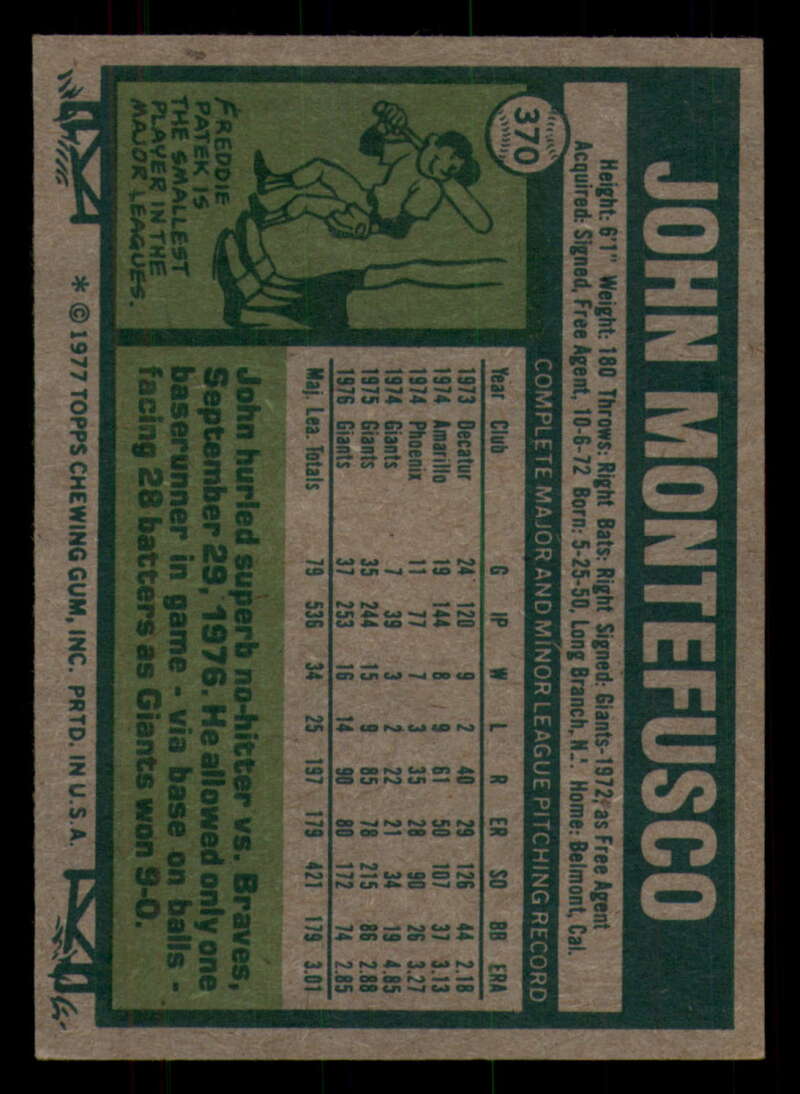 370
JOHN MONTEFUSCO
Height: 6'1" Weight: 180 Throws: Right Bats: Right Signed: Giants-1972, as Free Agent
Acquired: Signed, Free Agent, 10-6-72 Born: 5-25-50, Long Branch, N.J. Home: Belmont, Cal.
COMPLETE MAJOR AND MINOR LEAGUE PITCHING RECORD
Year Club G IP W L R ER SO BB ERA
1973 Decatur 24 120 9 2 40 29 126 44 2.18
1974 Amarillo 19 144 8 9 61 50 107 37 3.13
1974 Phoenix 11 77 7 3 35 28 90 26 3.27
1974 Giants 7 39 3 2 22 21 34 19 4.85
1975 Giants 35 244 15 9 85 78 215 86 2.88
1976 Giants 37 253 16 14 90 80 172 74 2.85
Maj. Lea. Totals 79 536 34 25 197 179 421 179 3.01
FREDDIE
PATEK IS
THE SMALLEST
PLAYER IN THE
MAJOR LEAGUES.
John hurled superb no-hitter vs. Braves,
September 29, 1976. He allowed only one
baserunner in game - via base on balls -
facing 28 batters as Giants won 9-0.
* © 1977 TOPPS CHEWING GUM, INC. PRTD. IN U.S.A.